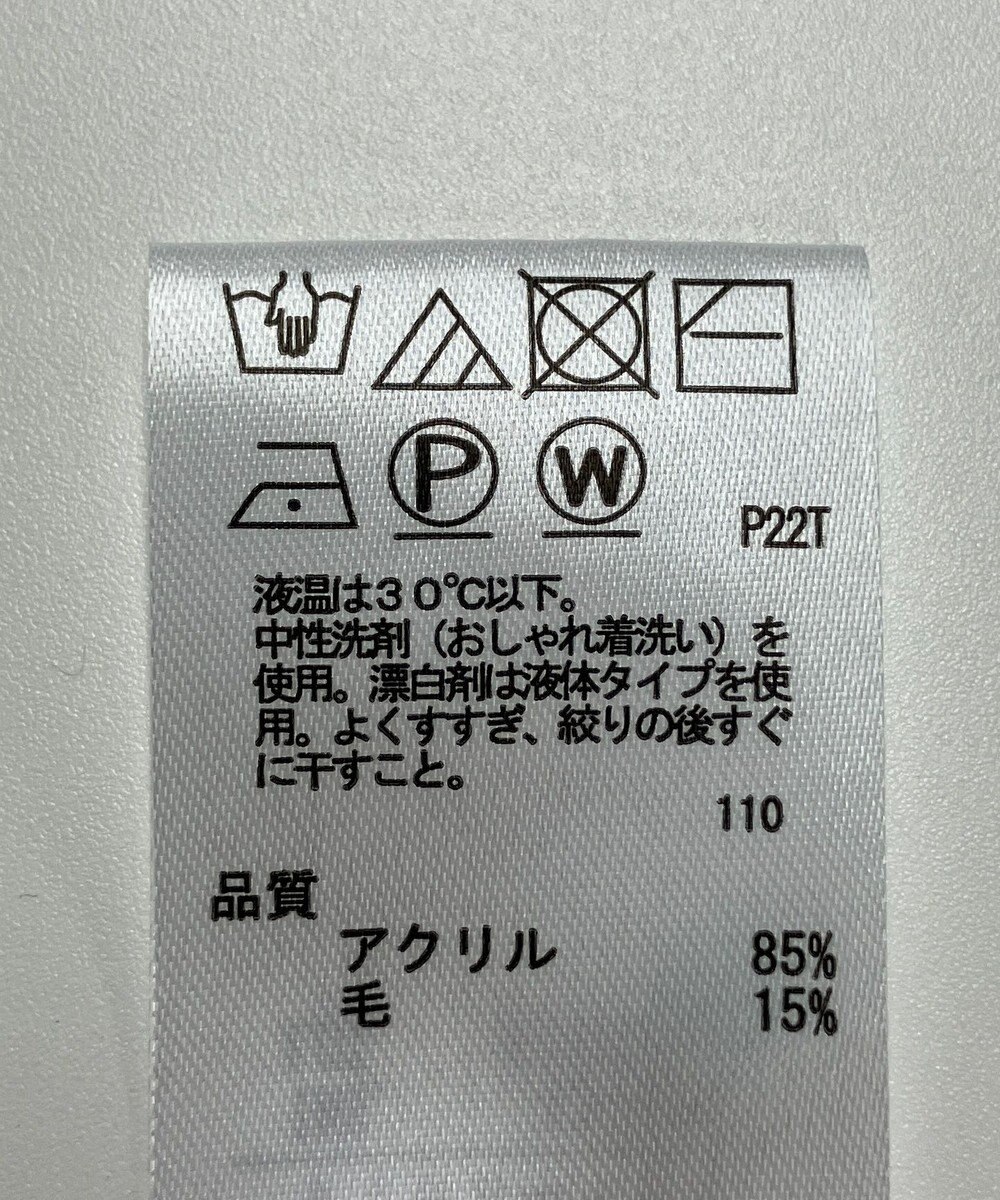 P W
P22T
液温は30℃以下。
中性洗剤(おしゃれ着洗い)を
使用。漂白剤は液体タイプを使
用。よくすすぎ、絞りの後すぐ
に干すこと。
110
品質
アクリル 85%
毛 15%